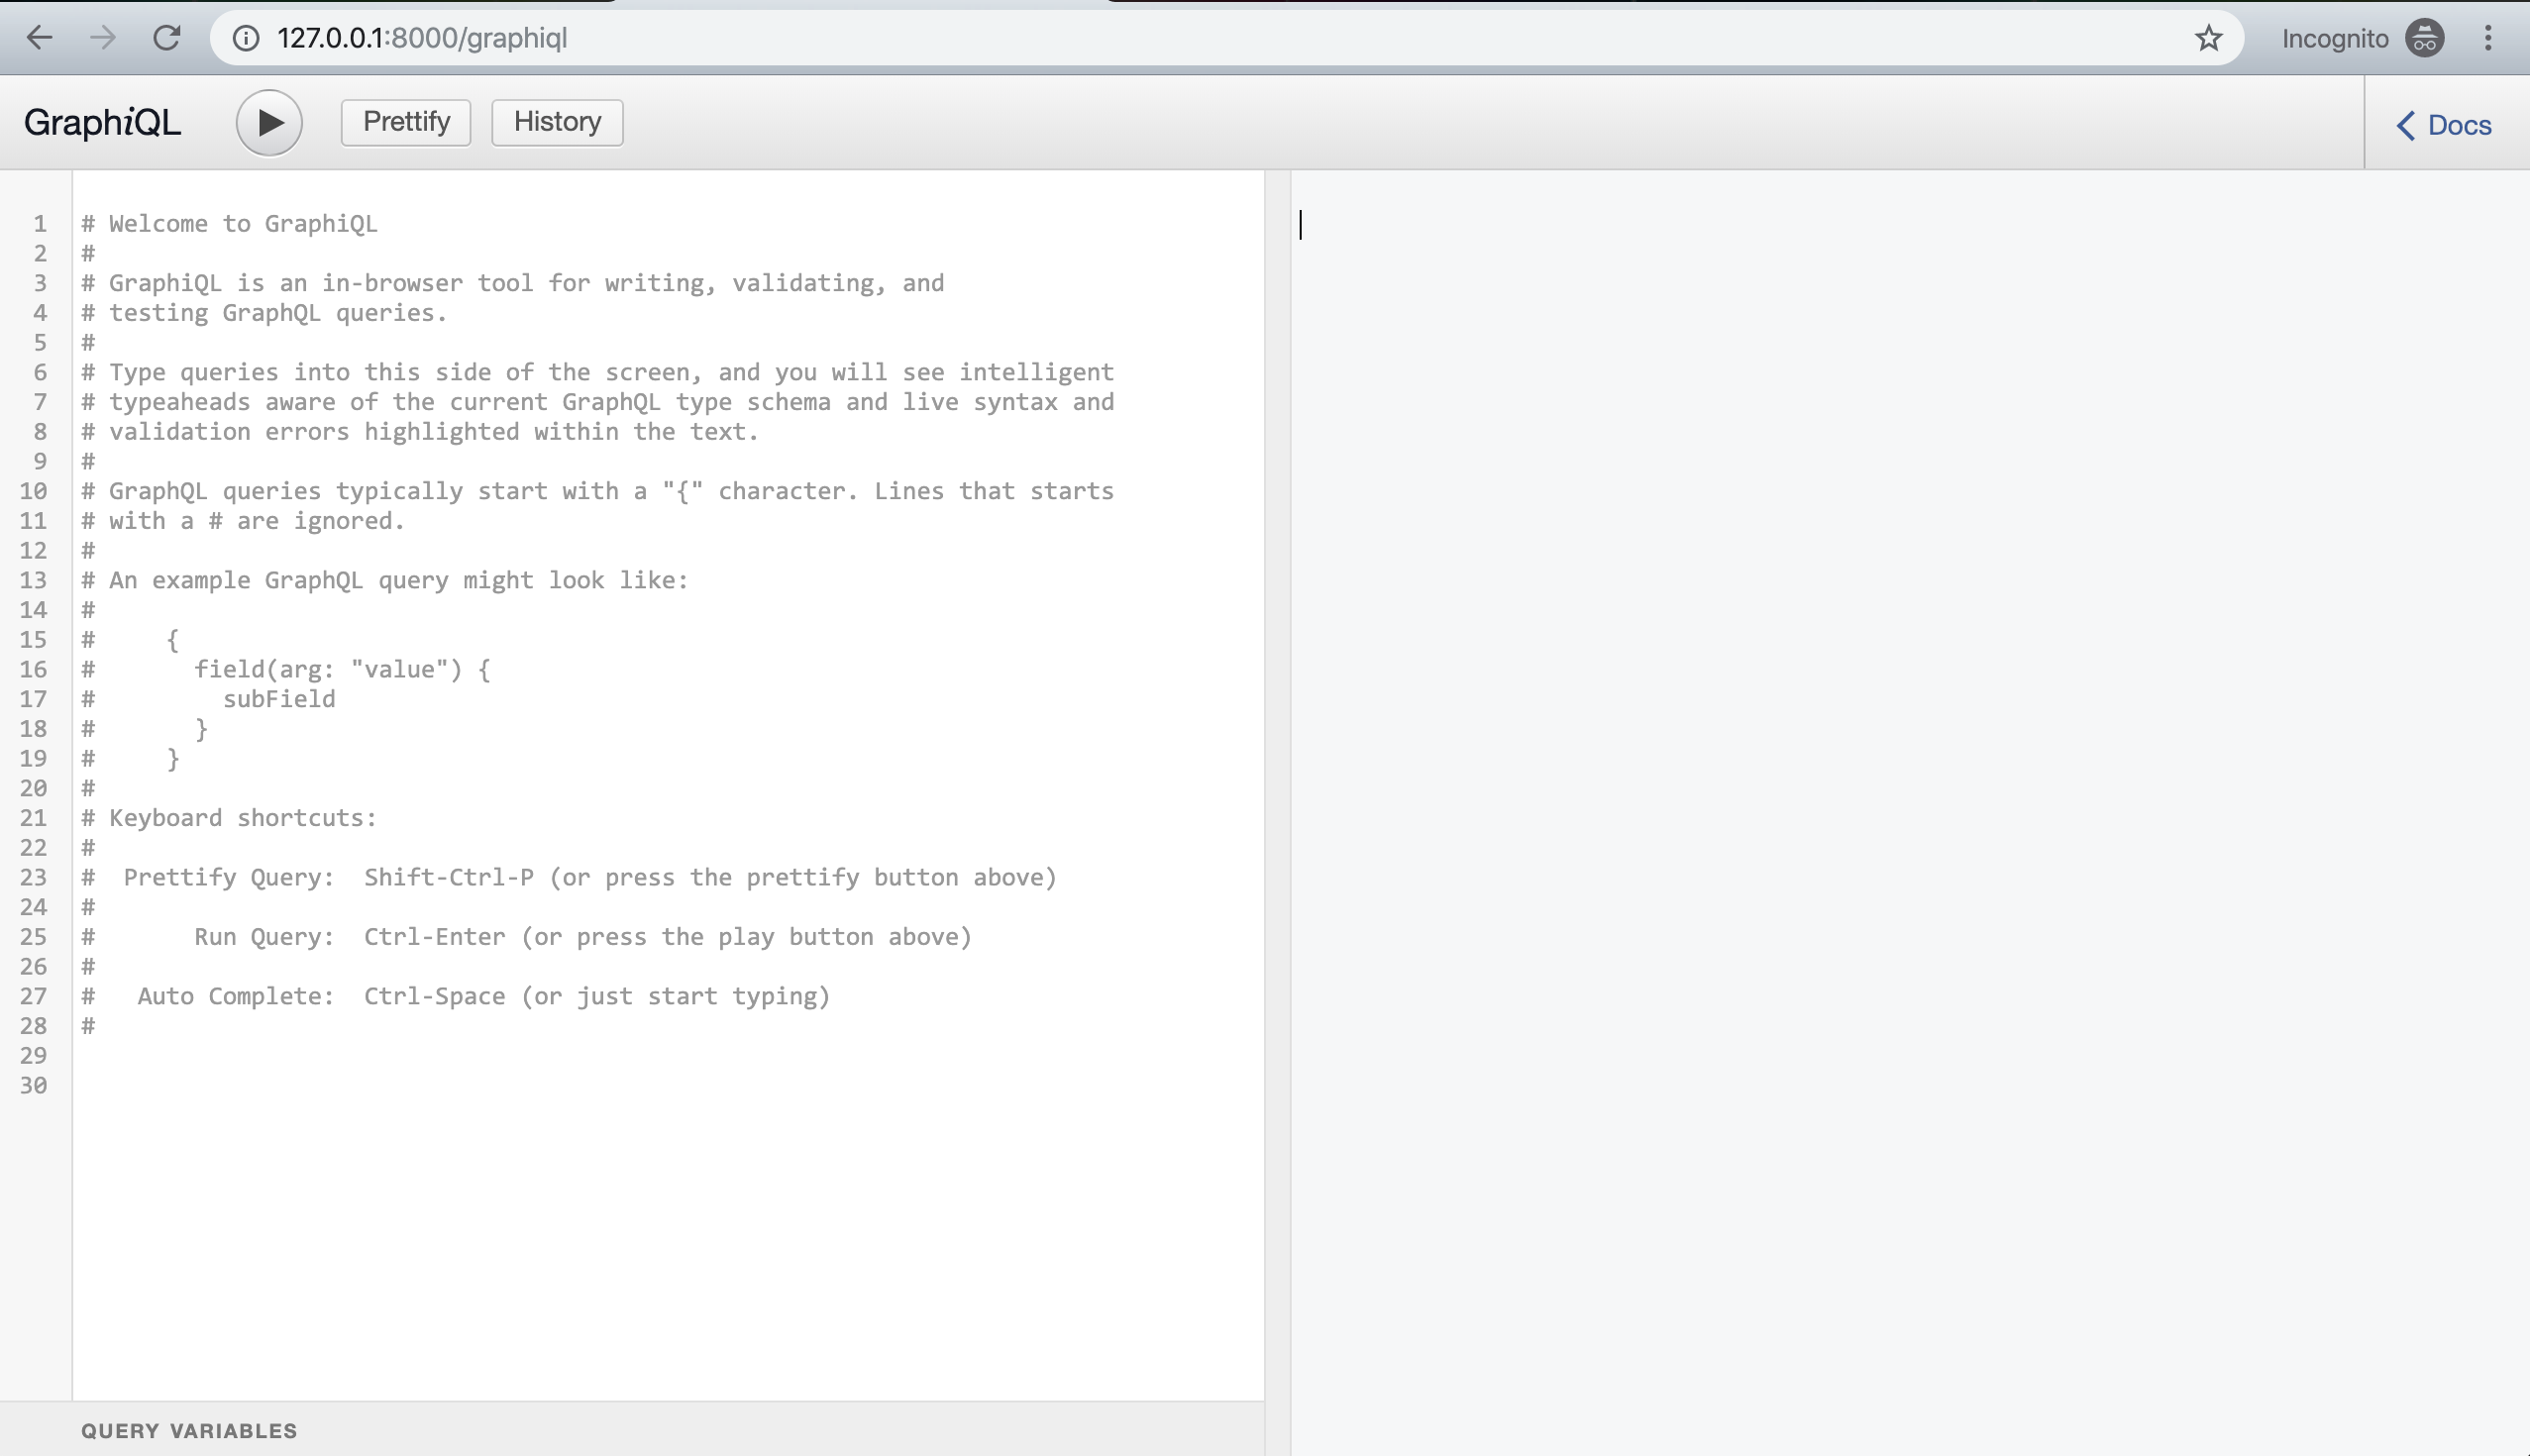 127.0.0.1:8000/graphiql
Incognito
GraphiQL
Prettify
History
Docs
1 # Welcome to GraphiQL
2 #
3 # GraphiQL is an in-browser tool for writing, validating, and
4 # testing GraphQL queries.
5 #
6 # Type queries into this side of the screen, and you will see intelligent
7 # typeaheads aware of the current GraphQL type schema and live syntax and
8 # validation errors highlighted within the text.
9 #
10 # GraphQL queries typically start with a "{" character. Lines that starts
11 # with a # are ignored.
12 #
13 # An example GraphQL query might look like:
14 #
15 #     {
16 #       field(arg: "value") {
17 #         subField
18 #       }
19 #     }
20 #
21 # Keyboard shortcuts:
22 #
23 #  Prettify Query:  Shift-Ctrl-P (or press the prettify button above)
24 #
25 #       Run Query:  Ctrl-Enter (or press the play button above)
26 #
27 #   Auto Complete:  Ctrl-Space (or just start typing)
28 #
29
30
QUERY VARIABLES